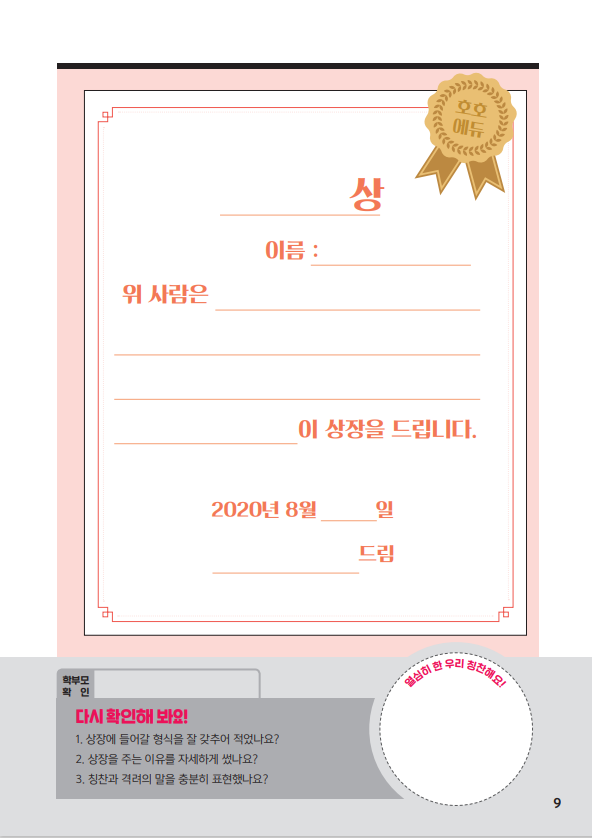 호호
에듀
상
이름 :
위 사람은
이 상장을 드립니다.
2020년 8월 일
드림
학부모
확 인
열심히 한 우리 칭찬해요!
다시 확인해 봐요!
1. 상장에 들어갈 형식을 잘 갖추어 적었나요?
2. 상장을 주는 이유를 자세하게 썼나요?
3. 칭찬과 격려의 말을 충분히 표현했나요?
9